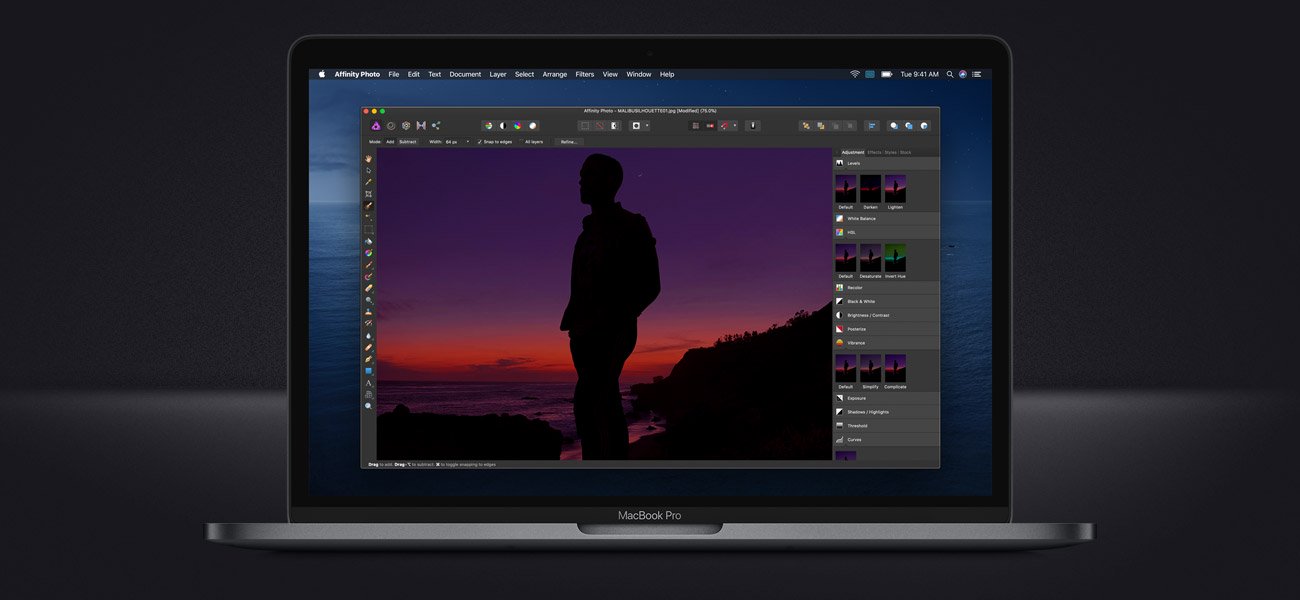 Affinity Photo File Edit Text Document Layer Select Arrange Filters View Window Help Tue 9:41 AM
Affinity Photo - MALIBUSILHOUETTE01.jpg [Modified] (75.0%)
Mode: Add Subtract Width: 64 px Snap to edges All layers Refine...
Adjustment Effects Styles Stock
Levels
Default Darken Lighten
White Balance
HSL
Default Desaturate Invert Hue
Recolor
Black & White
Brightness / Contrast
Posterize
Vibrance
Default Simplify Complicate
Exposure
Shadows / Highlights
Threshold
Curves
Drag to add. Drag+⌥ to subtract. ⌘ to toggle snapping to edges
MacBook Pro